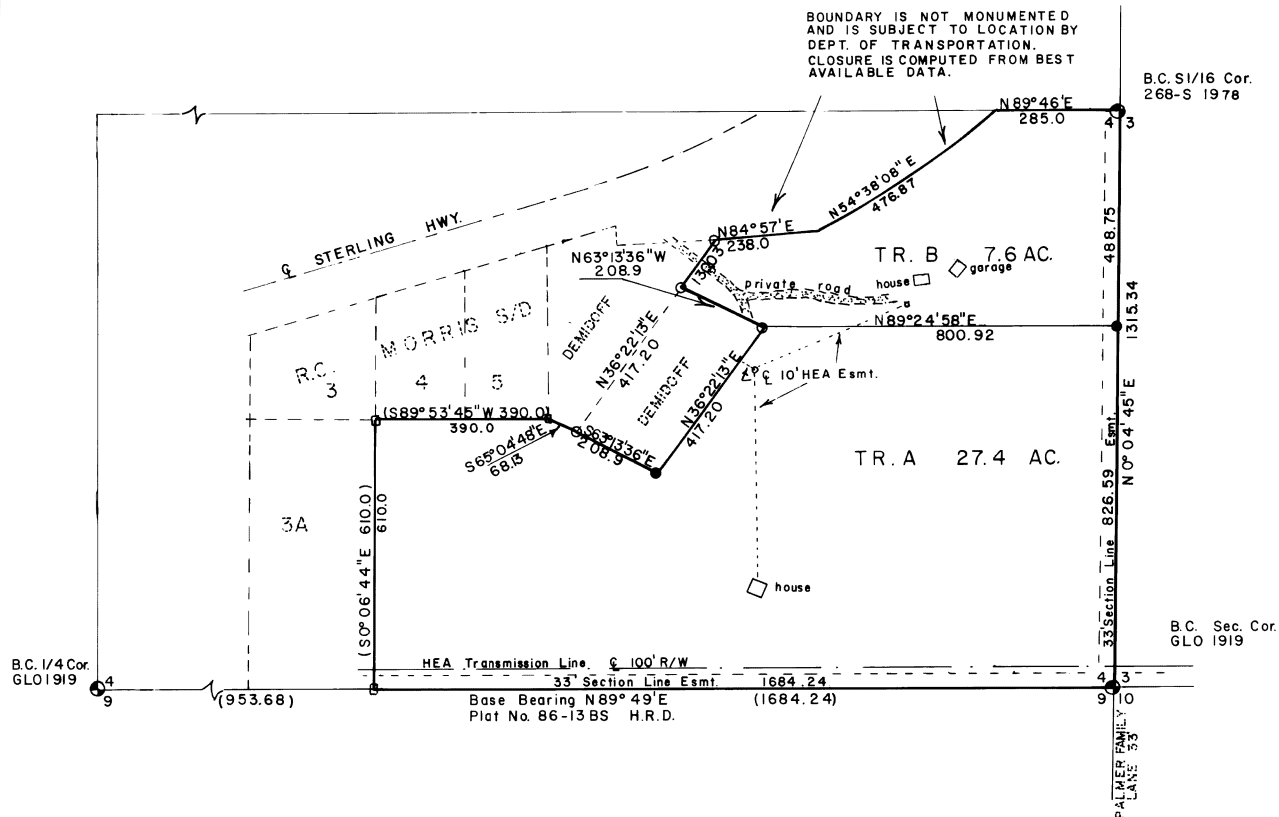 BOUNDARY IS NOT MONUMENTED
AND IS SUBJECT TO LOCATION BY
DEPT. OF TRANSPORTATION.
CLOSURE IS COMPUTED FROM BEST
AVAILABLE DATA.
B.C. S1/16 Cor.
268-S 1978
N89°46'E
285.0
4 3
N54°38'08"E
476.87
℄ STERLING HWY.
N84°57'E
238.0
488.75
N63°13'36"W
208.9
TR. B 7.6 AC.
garage
house
private road
N89°24'58"E
800.92
1315.34
R.C. MORRIS S/D
3
4
5
DEMIDOFF
N36°22'13"E
417.20
DEMIDOFF
N36°22'13"E
417.20
℄ 10' HEA Esmt.
(S89°53'45"W 390.0)
390.0
S65°04'48"E
68.13
S63°13'36"E
208.9
TR. A 27.4 AC.
N0°04'45"E
33' Section Line 826.59 Esmt.
3A
(S0°06'44"E 610.0)
610.0
house
B.C. Sec. Cor.
GLO 1919
B.C. 1/4 Cor.
GLO 1919
HEA Transmission Line ℄ 100' R/W
33' Section Line Esmt. 1684.24
4
9
(953.68)
Base Bearing N89°49'E (1684.24)
Plat No. 86-13BS H.R.D.
4 3
9 10
PALMER FAMILY
LANE 33'